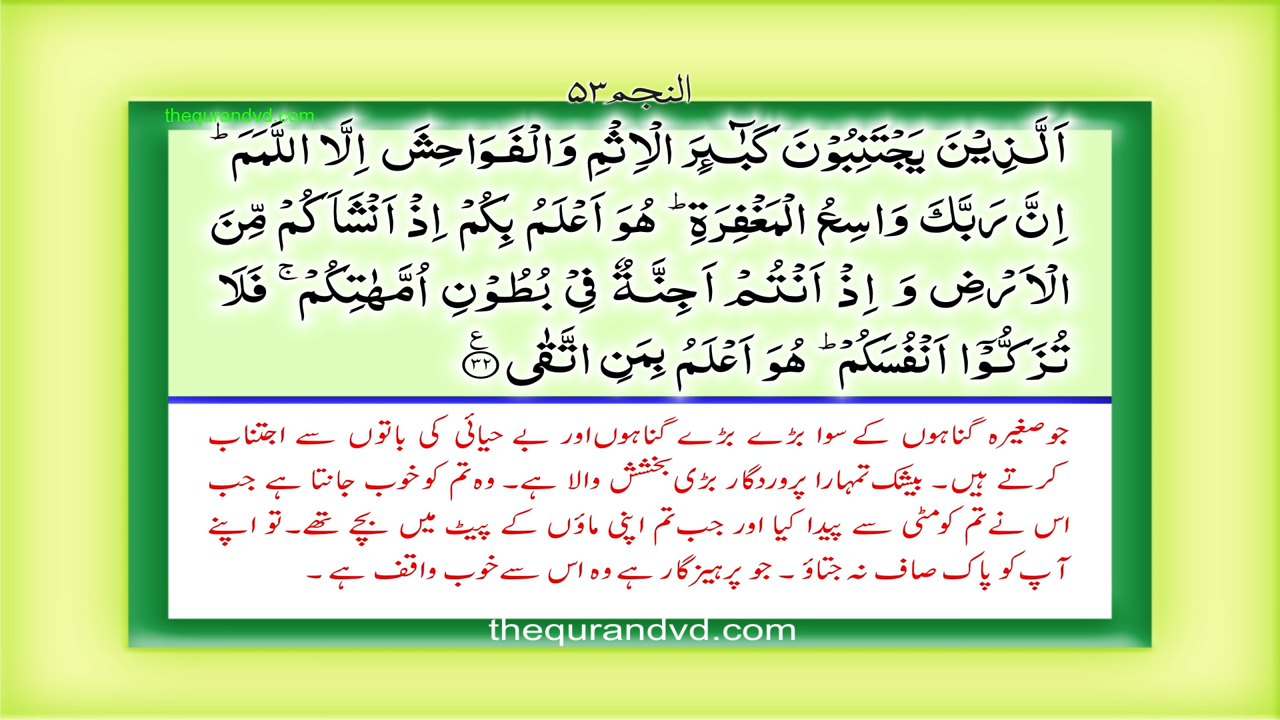 النجم ۵۳
thequrandvd.com
اَلَّذِيْنَ يَجْتَنِبُوْنَ كَبٰٓئِرَ الْاِثْمِ وَالْفَوَاحِشَ اِلَّا اللَّمَمَ ؕ
اِنَّ رَبَّكَ وَاسِعُ الْمَغْفِرَةِ ؕ هُوَ اَعْلَمُ بِكُمْ اِذْ اَنْشَاَكُمْ مِّنَ
الْاَرْضِ وَ اِذْ اَنْتُمْ اَجِنَّةٌ فِيْ بُطُوْنِ اُمَّهٰتِكُمْ ۚ فَلَا
تُزَكُّوْۤا اَنْفُسَكُمْ ؕ هُوَ اَعْلَمُ بِمَنِ اتَّقٰى ۳۲ ع
جو صغیرہ گناہوں کے سوا بڑے بڑے گناہوں اور بے حیائی کی باتوں سے اجتناب
کرتے ہیں۔ بیشک تمہارا پروردگار بڑی بخشش والا ہے۔ وہ تم کو خوب جانتا ہے جب
اس نے تم کو مٹی سے پیدا کیا اور جب تم اپنی ماؤں کے پیٹ میں بچے تھے۔ تو اپنے
آپ کو پاک صاف نہ جتاؤ ۔ جو پرہیزگار ہے وہ اس سے خوب واقف ہے ۔
thequrandvd.com